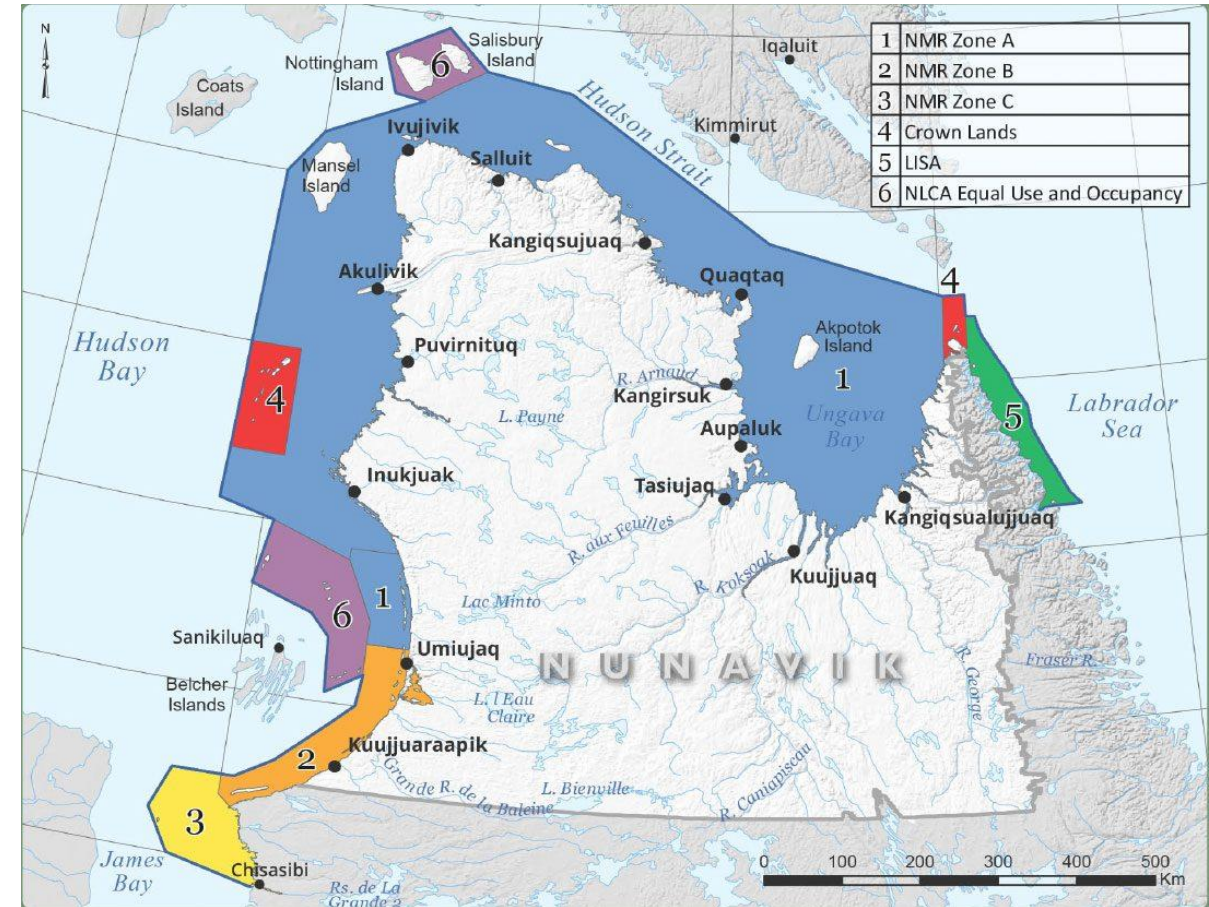 N
Coats
Island
Nottingham
Island
Salisbury
Island
6
Iqaluit
Kimmirut
Hudson Strait
1 NMR Zone A
2 NMR Zone B
3 NMR Zone C
4 Crown Lands
5 LISA
6 NLCA Equal Use and Occupancy
Ivujivik
Mansel
Island
Salluit
Kangiqsujuaq
Akulivik
Quaqtaq
4
Hudson
Bay
Puvirnituq
4
Akpotok
Island
1
R. Arnaud
Kangirsuk
Ungava
Bay
5
Labrador
Sea
L. Payne
Aupaluk
Inukjuak
Tasiujaq
Kangiqsualujjuaq
R. aux Feuilles
R. Koksoak
Kuujjuaq
1
Lac Minto
6
Sanikiluaq
Umiujaq
NUNAVIK
R. George
Fraser R.
Belcher
Islands
L. l'Eau
Claire
2
Kuujjuaraapik
Grande R. de la Baleine
L. Bienville
R. Caniapiscau
3
James
Bay
Chisasibi
Rs. de La
Grande 2
0 100 200 300 400 500
Km